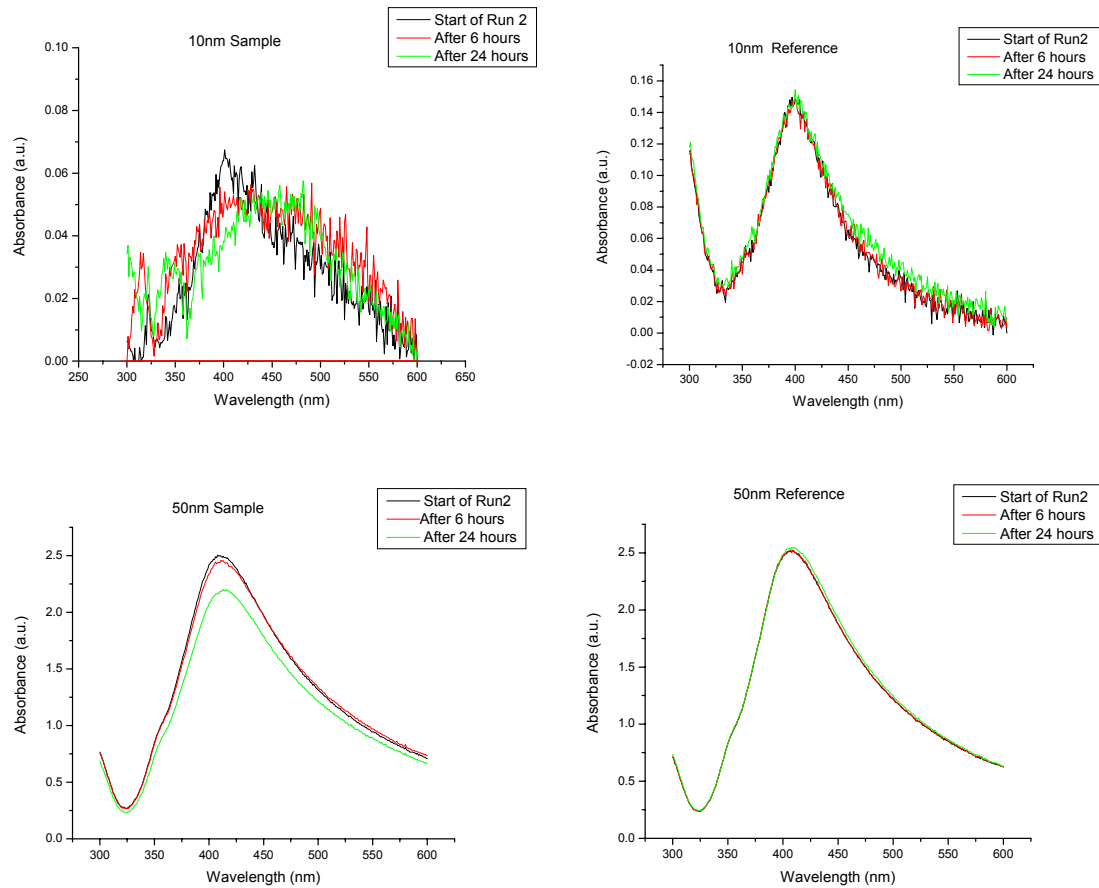 10nm Sample
Start of Run 2
After 6 hours
After 24 hours
0.10
0.08
0.06
0.04
0.02
0.00
Absorbance (a.u.)
250 300 350 400 450 500 550 600 650
Wavelength (nm)
10nm Reference
Start of Run2
After 6 hours
After 24 hours
0.16
0.14
0.12
0.10
0.08
0.06
0.04
0.02
0.00
-0.02
Absorbance (a.u.)
300 350 400 450 500 550 600
Wavelength (nm)
50nm Sample
Start of Run2
After 6 hours
After 24 hours
2.5
2.0
1.5
1.0
0.5
0.0
Absorbance (a.u.)
300 350 400 450 500 550 600
Wavelength (nm)
50nm Reference
Start of Run2
After 6 hours
After 24 hours
2.5
2.0
1.5
1.0
0.5
0.0
Absorbance (a.u.)
300 350 400 450 500 550 600
Wavelength (nm)